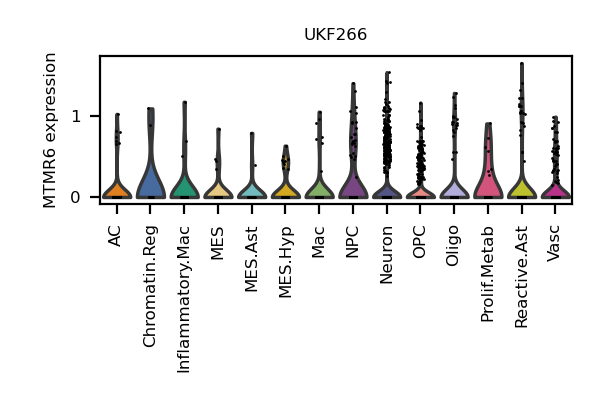 UKF266
MTMR6 expression
1
0
AC
Chromatin.Reg
Inflammatory.Mac
MES
MES.Ast
MES.Hyp
Mac
NPC
Neuron
OPC
Oligo
Prolif.Metab
Reactive.Ast
Vasc